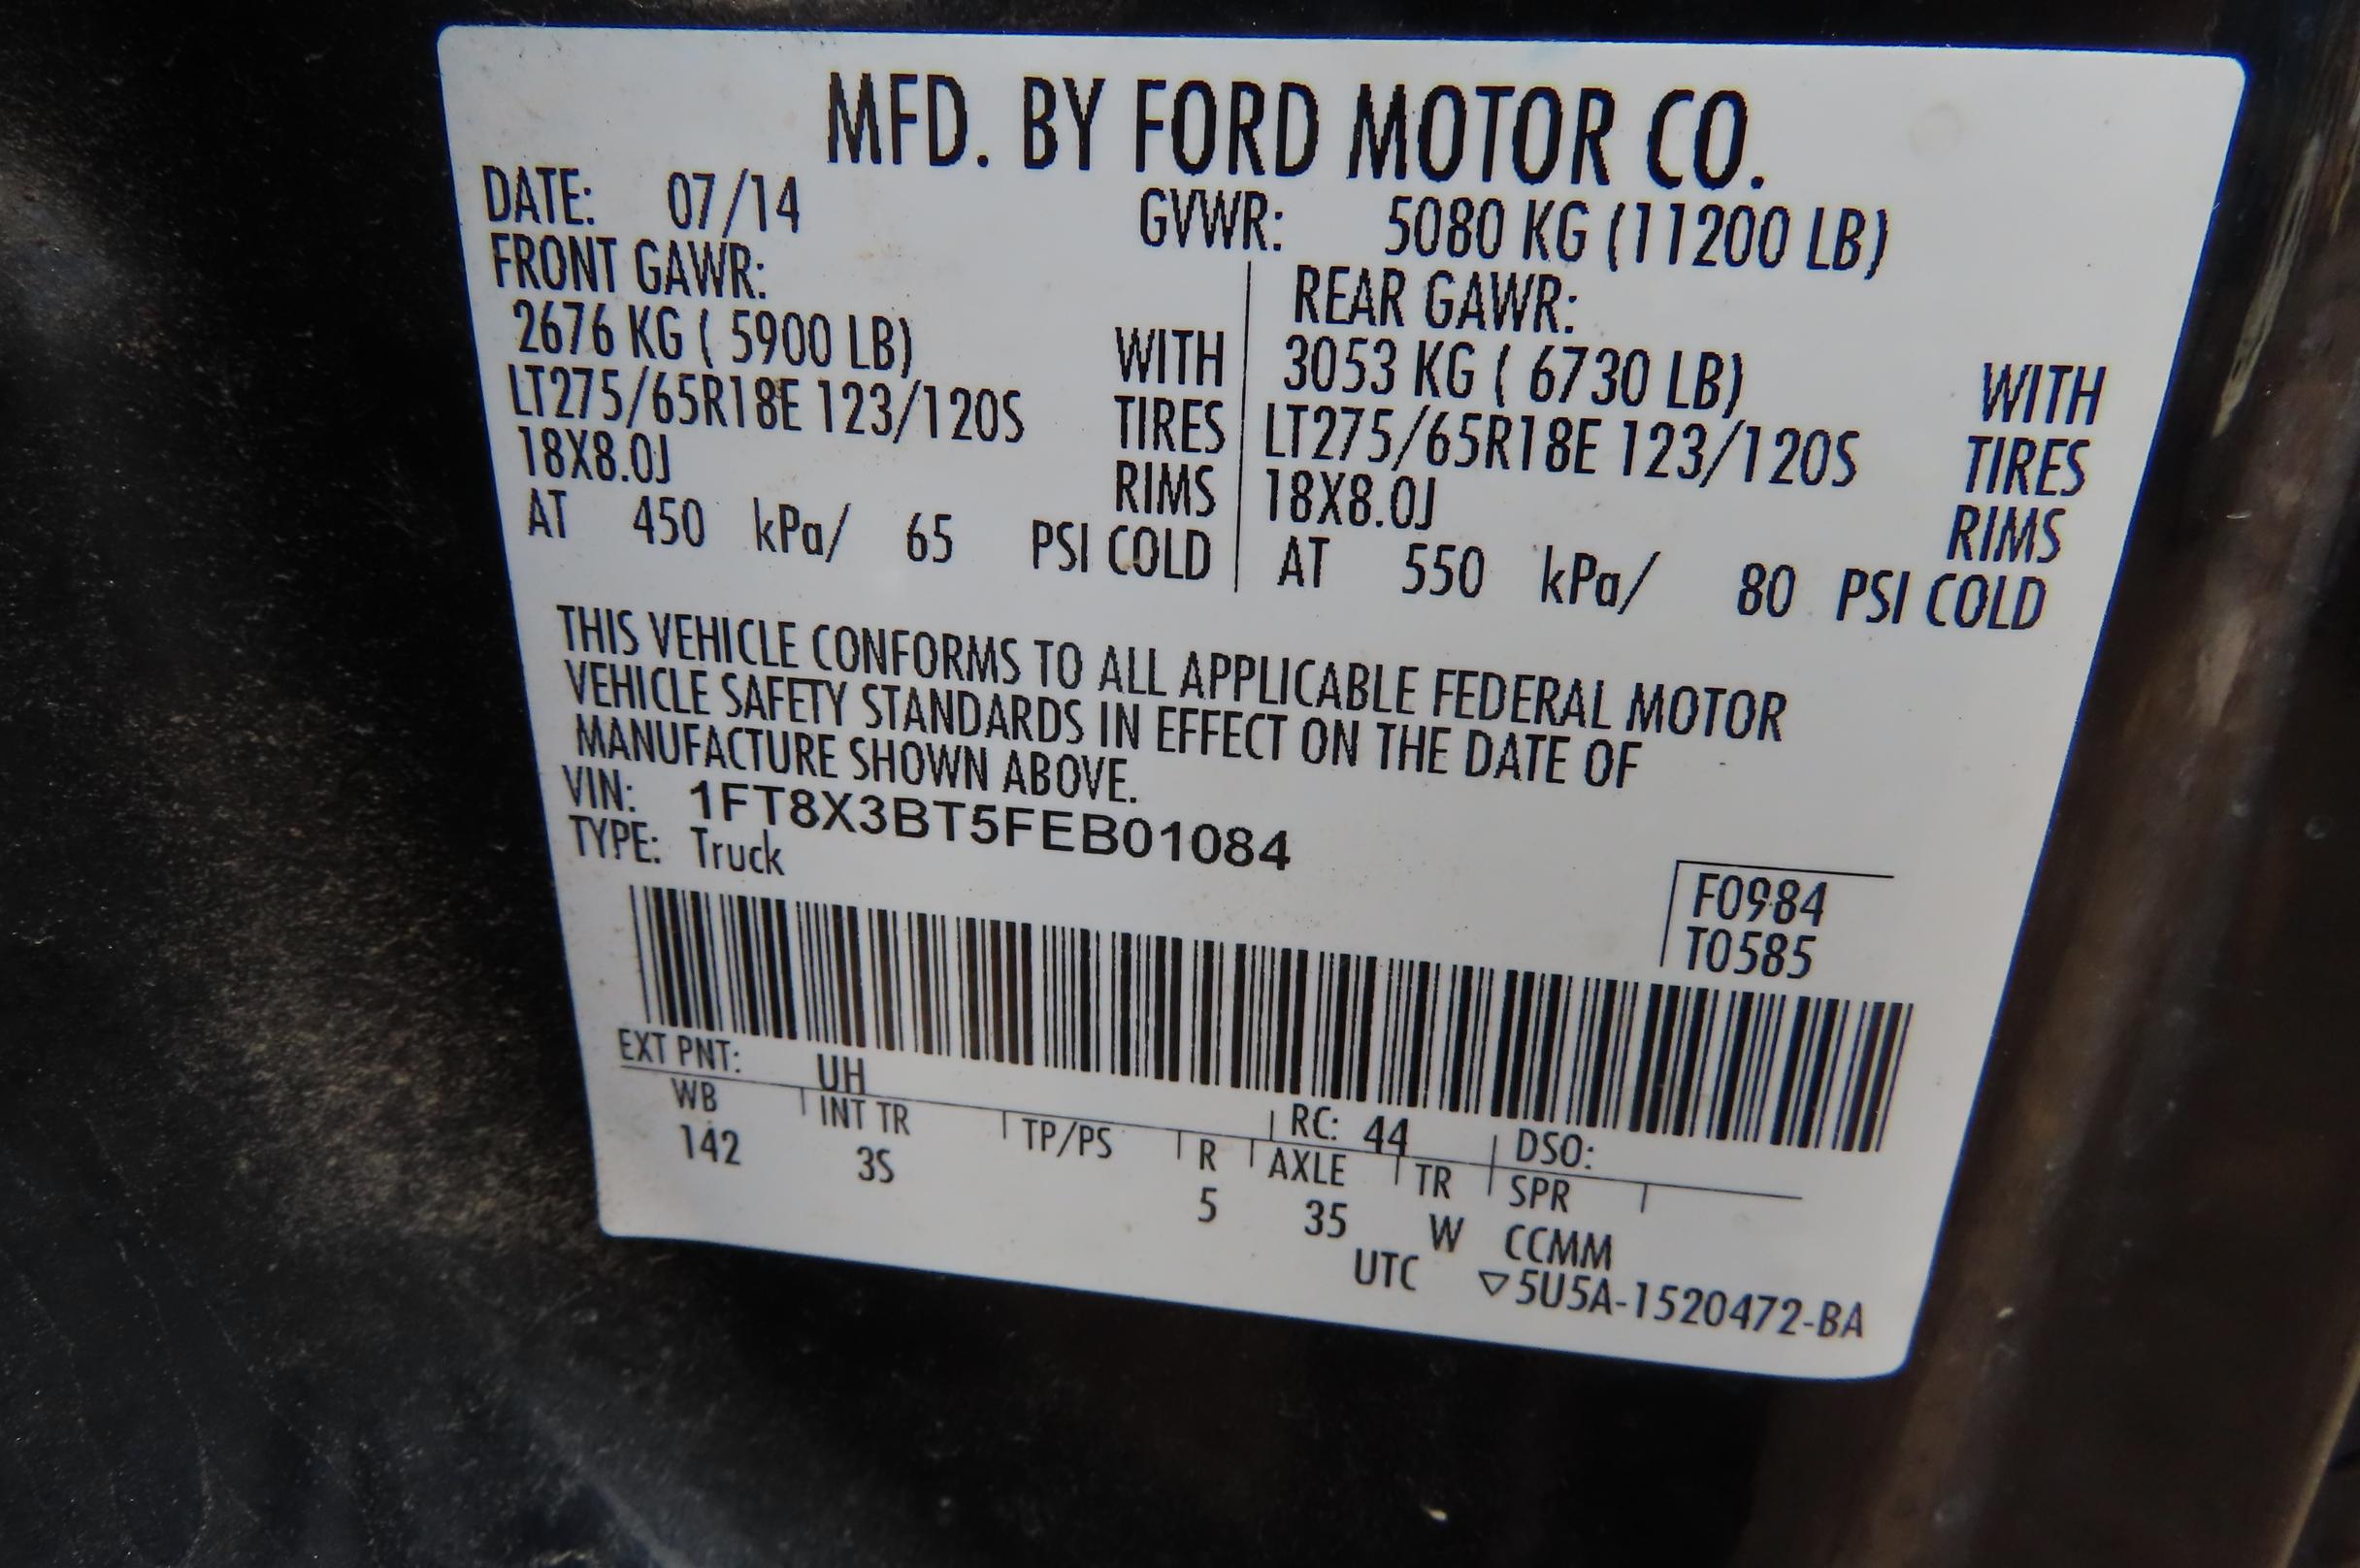 MFD. BY FORD MOTOR CO.
DATE: 07/14 GVWR: 5080 KG (11200 LB)
FRONT GAWR: REAR GAWR:
2676 KG ( 5900 LB) WITH 3053 KG ( 6730 LB) WITH
LT275/65R18E 123/120S TIRES LT275/65R18E 123/120S TIRES
18X8.0J RIMS 18X8.0J RIMS
AT 450 kPa/ 65 PSI COLD AT 550 kPa/ 80 PSI COLD
THIS VEHICLE CONFORMS TO ALL APPLICABLE FEDERAL MOTOR
VEHICLE SAFETY STANDARDS IN EFFECT ON THE DATE OF
MANUFACTURE SHOWN ABOVE.
VIN: 1FT8X3BT5FEB01084
TYPE: Truck
F0984
T0585
EXT PNT: UH RC: 44 DSO:
WB INT TR TP/PS R AXLE TR SPR
142 3S 5 35 W CCMM
UTC ▽5U5A-1520472-BA